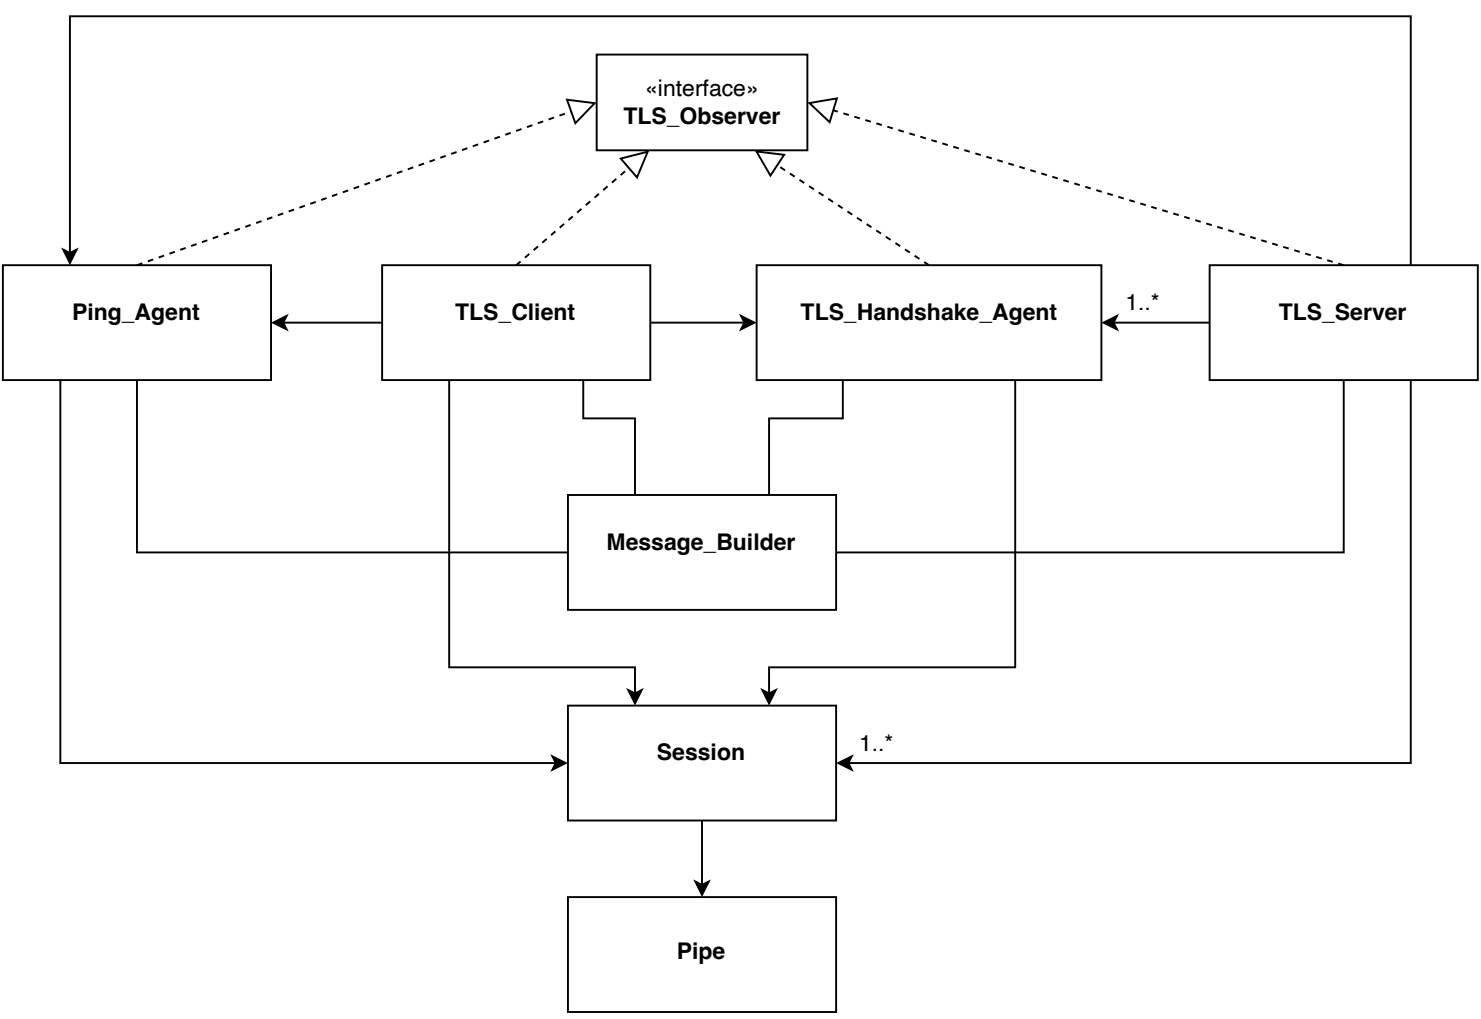 «interface»
TLS_Observer
Ping_Agent
TLS_Client
TLS_Handshake_Agent
1..*
TLS_Server
Message_Builder
Session
1..*
Pipe